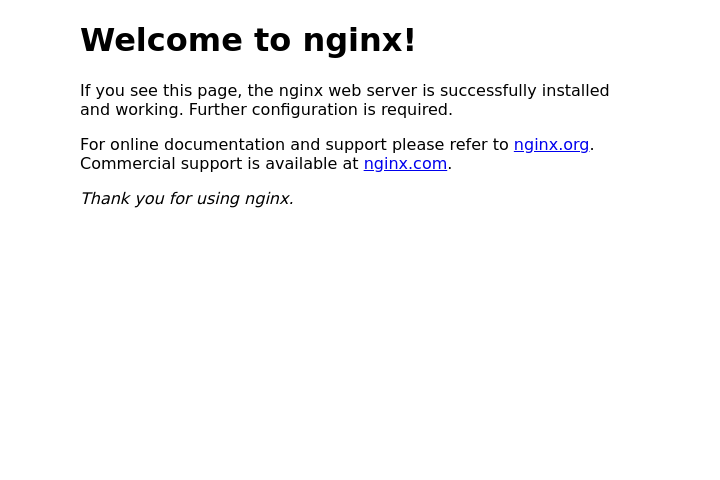 Welcome to nginx!
If you see this page, the nginx web server is successfully installed
and working. Further configuration is required.
For online documentation and support please refer to nginx.org.
Commercial support is available at nginx.com.
Thank you for using nginx.